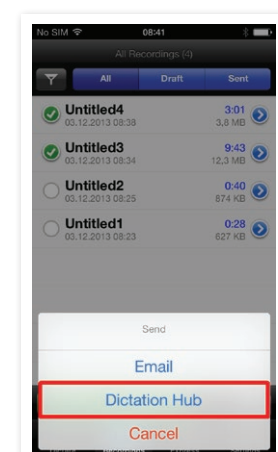 No SIM 08:41
All Recordings (4)
All Draft Sent
Untitled4 3:01
03.12.2013 08:38 3,8 MB
Untitled3 9:43
03.12.2013 08:34 12,3 MB
Untitled2 0:40
03.12.2013 08:25 874 KB
Untitled1 0:28
03.12.2013 08:23 627 KB
Send
Email
Dictation Hub
Cancel